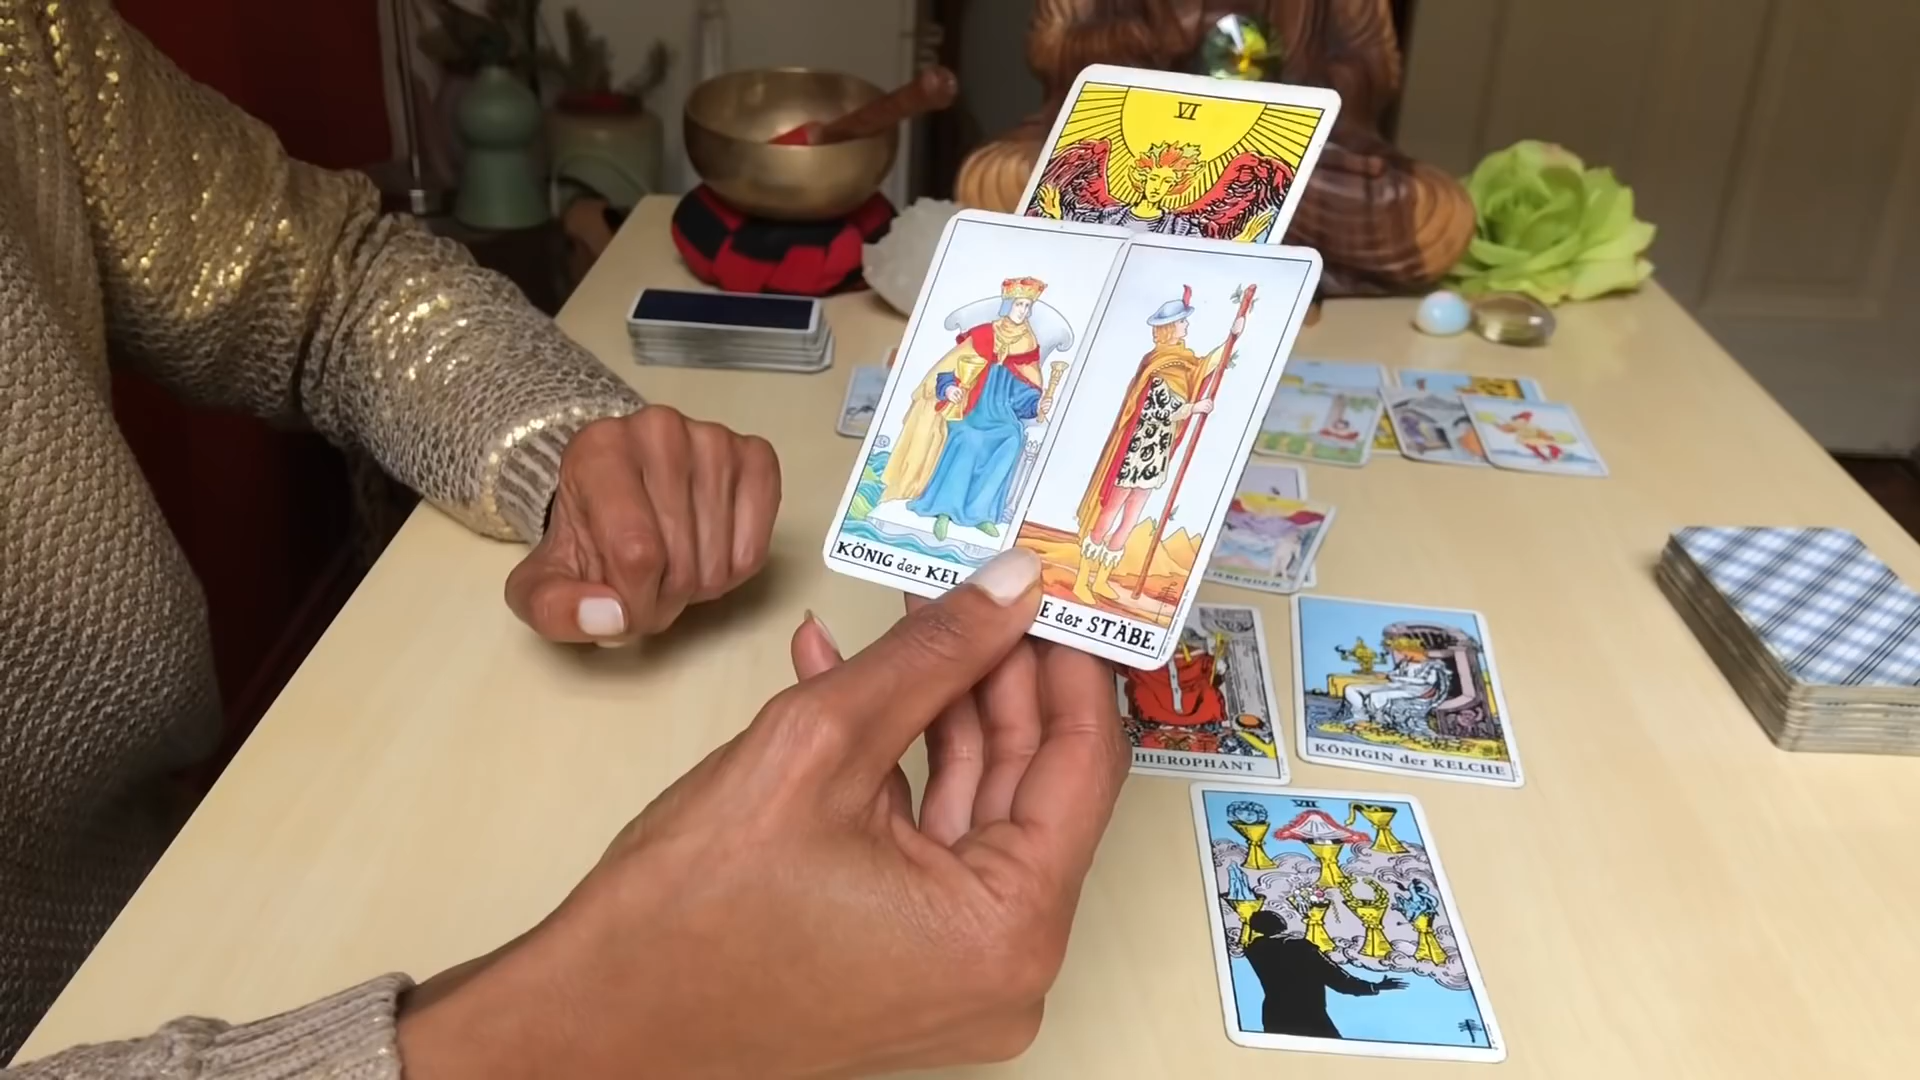 VI
KÖNIG der KEL
E der STÄBE.
HIEROPHANT
KÖNIGIN der KELCHE
VII